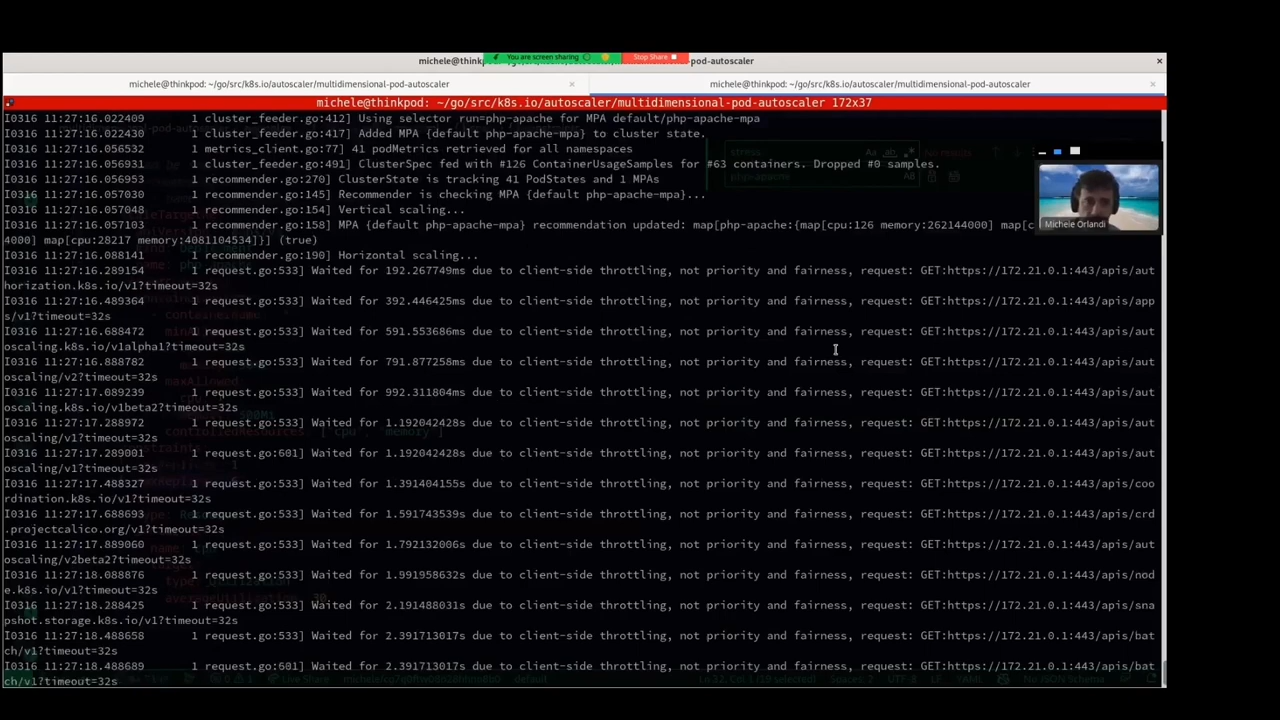 michele@thinkpod: ~/go/src/k8s.io/autoscaler/multidimensional-pod-autoscaler
You are screen sharing
Stop Share
michele@thinkpod: ~/go/src/k8s.io/autoscaler/multidimensional-pod-autoscaler
michele@thinkpod: ~/go/src/k8s.io/autoscaler/multidimensional-pod-autoscaler
michele@thinkpod: ~/go/src/k8s.io/autoscaler/multidimensional-pod-autoscaler 172x37
I0316 11:27:16.022409 1 cluster_feeder.go:412] Using selector run=php-apache for MPA default/php-apache-mpa
I0316 11:27:16.022430 1 cluster_feeder.go:417] Added MPA {default php-apache-mpa} to cluster state.
I0316 11:27:16.056532 1 metrics_client.go:77] 41 podMetrics retrieved for all namespaces
I0316 11:27:16.056931 1 cluster_feeder.go:491] ClusterSpec fed with #126 ContainerUsageSamples for #63 containers. Dropped #0 samples.
I0316 11:27:16.056953 1 recommender.go:270] ClusterState is tracking 41 PodStates and 1 MPAs
I0316 11:27:16.057030 1 recommender.go:145] Recommender is checking MPA {default php-apache-mpa}...
I0316 11:27:16.057048 1 recommender.go:154] Vertical scaling...
I0316 11:27:16.057103 1 recommender.go:158] MPA {default php-apache-mpa} recommendation updated: map[php-apache:{map[cpu:126 memory:262144000] map[c
4000] map[cpu:28217 memory:4081104534]}] (true)
I0316 11:27:16.088141 1 recommender.go:190] Horizontal scaling...
I0316 11:27:16.289154 1 request.go:533] Waited for 192.267749ms due to client-side throttling, not priority and fairness, request: GET:https://172.21.0.1:443/apis/aut
horization.k8s.io/v1?timeout=32s
I0316 11:27:16.489364 1 request.go:533] Waited for 392.446425ms due to client-side throttling, not priority and fairness, request: GET:https://172.21.0.1:443/apis/app
s/v1?timeout=32s
I0316 11:27:16.688472 1 request.go:533] Waited for 591.553686ms due to client-side throttling, not priority and fairness, request: GET:https://172.21.0.1:443/apis/aut
oscaling.k8s.io/v1alpha1?timeout=32s
I0316 11:27:16.888782 1 request.go:533] Waited for 791.877258ms due to client-side throttling, not priority and fairness, request: GET:https://172.21.0.1:443/apis/aut
oscaling/v2?timeout=32s
I0316 11:27:17.089239 1 request.go:533] Waited for 992.311804ms due to client-side throttling, not priority and fairness, request: GET:https://172.21.0.1:443/apis/aut
oscaling.k8s.io/v1beta2?timeout=32s
I0316 11:27:17.288972 1 request.go:533] Waited for 1.192042428s due to client-side throttling, not priority and fairness, request: GET:https://172.21.0.1:443/apis/aut
oscaling/v1?timeout=32s
I0316 11:27:17.289001 1 request.go:601] Waited for 1.192042428s due to client-side throttling, not priority and fairness, request: GET:https://172.21.0.1:443/apis/aut
oscaling/v1?timeout=32s
I0316 11:27:17.488327 1 request.go:533] Waited for 1.391404155s due to client-side throttling, not priority and fairness, request: GET:https://172.21.0.1:443/apis/coo
rdination.k8s.io/v1?timeout=32s
I0316 11:27:17.688693 1 request.go:533] Waited for 1.591743539s due to client-side throttling, not priority and fairness, request: GET:https://172.21.0.1:443/apis/crd
.projectcalico.org/v1?timeout=32s
I0316 11:27:17.889060 1 request.go:533] Waited for 1.792132006s due to client-side throttling, not priority and fairness, request: GET:https://172.21.0.1:443/apis/aut
oscaling/v2beta2?timeout=32s
I0316 11:27:18.088076 1 request.go:533] Waited for 1.991958632s due to client-side throttling, not priority and fairness, request: GET:https://172.21.0.1:443/apis/nod
e.k8s.io/v1?timeout=32s
I0316 11:27:18.288425 1 request.go:533] Waited for 2.191488031s due to client-side throttling, not priority and fairness, request: GET:https://172.21.0.1:443/apis/sna
pshot.storage.k8s.io/v1?timeout=32s
I0316 11:27:18.488658 1 request.go:533] Waited for 2.391713017s due to client-side throttling, not priority and fairness, request: GET:https://172.21.0.1:443/apis/bat
ch/v1?timeout=32s
I0316 11:27:18.488689 1 request.go:601] Waited for 2.391713017s due to client-side throttling, not priority and fairness, request: GET:https://172.21.0.1:443/apis/bat
ch/v1?timeout=32s
Michele Orlandi